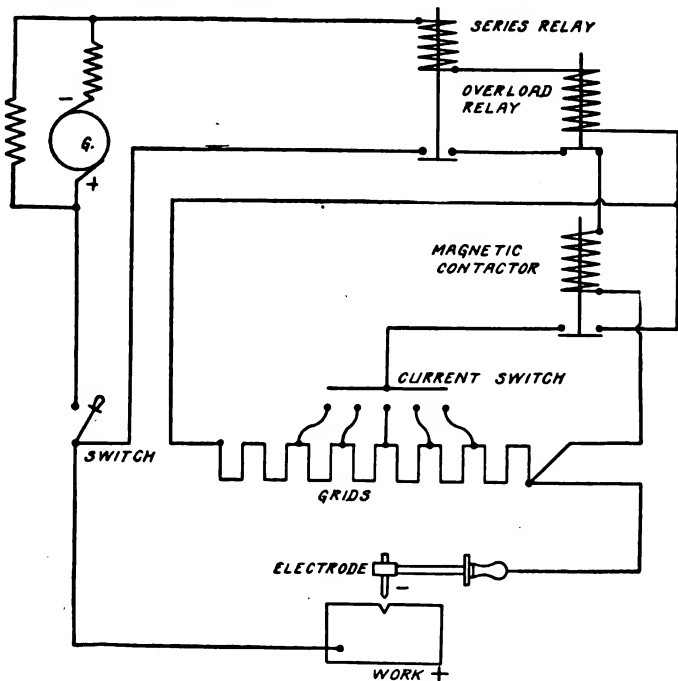 SERIES RELAY
OVERLOAD
RELAY
-
G.
+
MAGNETIC
CONTACTOR
CURRENT SWITCH
SWITCH
GRIDS
ELECTRODE
-
WORK +